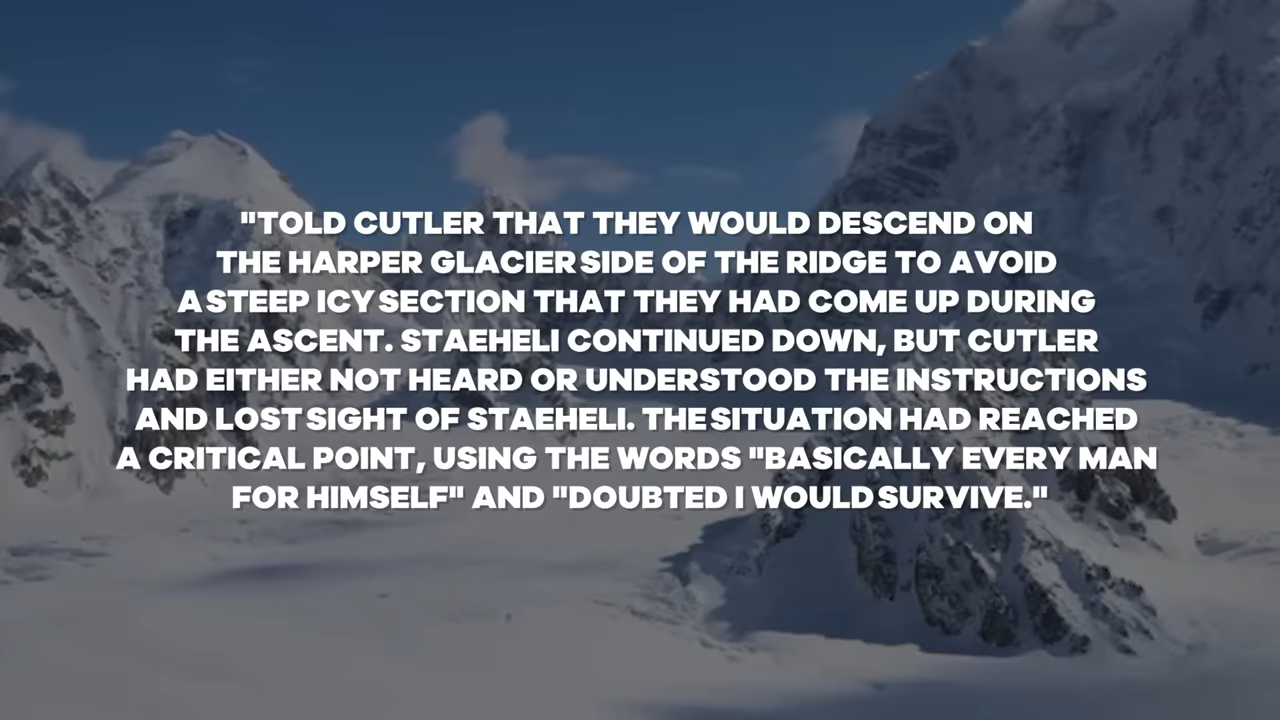 "TOLD CUTLER THAT THEY WOULD DESCEND ON
THE HARPER GLACIER SIDE OF THE RIDGE TO AVOID
A STEEP ICY SECTION THAT THEY HAD COME UP DURING
THE ASCENT. STAEHELI CONTINUED DOWN, BUT CUTLER
HAD EITHER NOT HEARD OR UNDERSTOOD THE INSTRUCTIONS
AND LOST SIGHT OF STAEHELI. THE SITUATION HAD REACHED
A CRITICAL POINT, USING THE WORDS "BASICALLY EVERY MAN
FOR HIMSELF" AND "DOUBTED I WOULD SURVIVE."